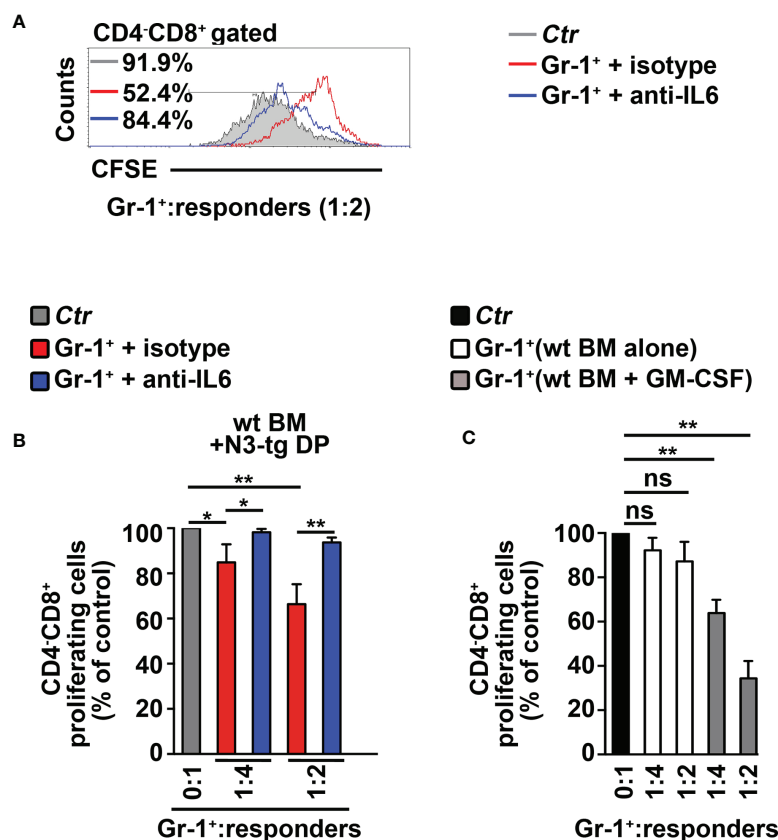 A
CD4⁻CD8⁺ gated
91.9%
52.4%
84.4%
Counts
CFSE
Gr-1⁺:responders (1:2)
Ctr
Gr-1⁺ + isotype
Gr-1⁺ + anti-IL6
Ctr
Gr-1⁺ + isotype
Gr-1⁺ + anti-IL6
B
wt BM
+N3-tg DP
**
*
*
**
CD4⁻CD8⁺
proliferating cells
(% of control)
100
80
60
40
20
0
0:1
1:4
1:2
Gr-1⁺:responders
Ctr
Gr-1⁺(wt BM alone)
Gr-1⁺(wt BM + GM-CSF)
C
**
**
ns
ns
CD4⁻CD8⁺
proliferating cells
(% of control)
100
80
60
40
20
0
0:1
1:4
1:2
1:4
1:2
Gr-1⁺:responders